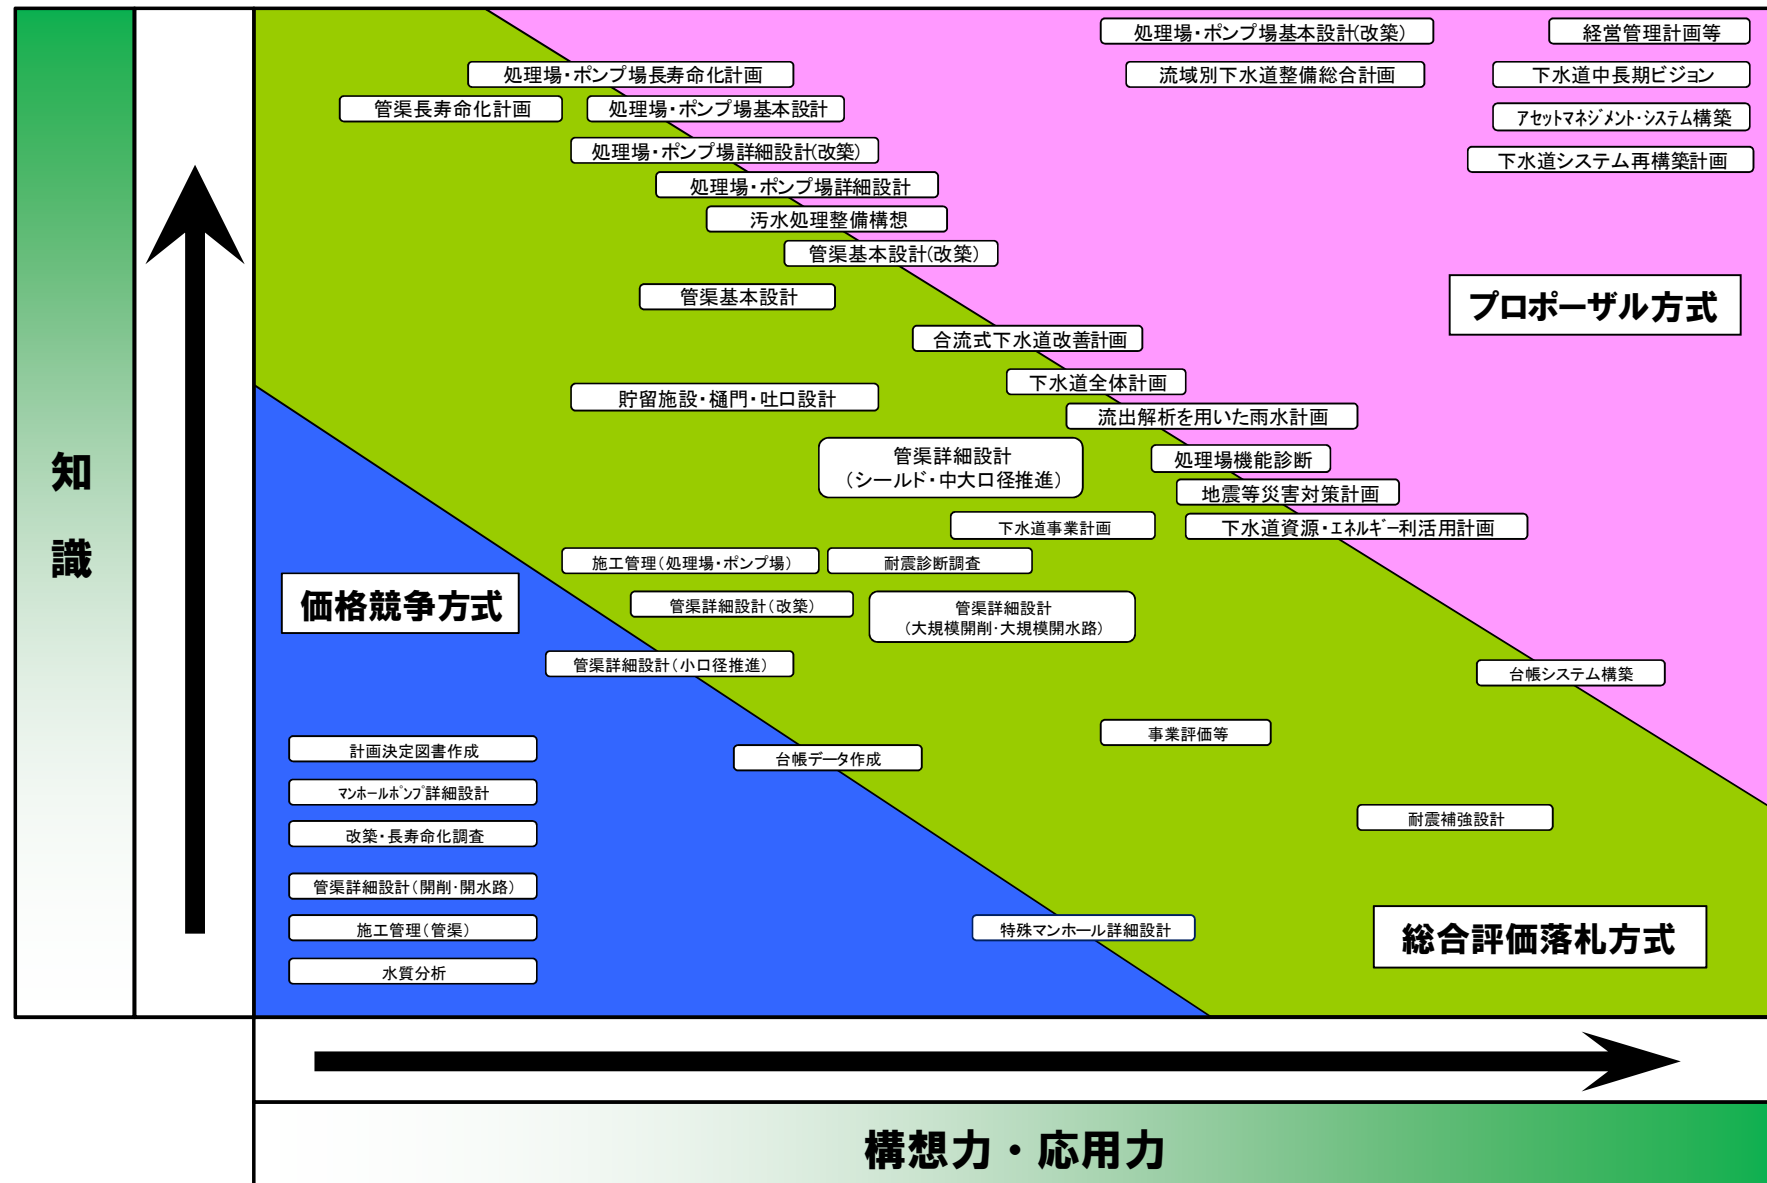 処理場・ポンプ場基本設計(改築)
経営管理計画等
処理場・ポンプ場長寿命化計画
流域別下水道整備総合計画
下水道中長期ビジョン
管渠長寿命化計画
処理場・ポンプ場基本設計
アセットマネジメント・システム構築
処理場・ポンプ場詳細設計(改築)
下水道システム再構築計画
処理場・ポンプ場詳細設計
汚水処理整備構想
管渠基本設計(改築)
管渠基本設計
プロポーザル方式
合流式下水道改善計画
下水道全体計画
貯留施設・樋門・吐口設計
流出解析を用いた雨水計画
管渠詳細設計
(シールド・中大口径推進)
処理場機能診断
地震等災害対策計画
下水道事業計画
下水道資源・エネルギー利活用計画
知
識
施工管理(処理場・ポンプ場)
耐震診断調査
価格競争方式
管渠詳細設計(改築)
管渠詳細設計
(大規模開削・大規模開水路)
管渠詳細設計(小口径推進)
台帳システム構築
計画決定図書作成
台帳データ作成
事業評価等
マンホールポンプ詳細設計
耐震補強設計
改築・長寿命化調査
管渠詳細設計(開削・開水路)
施工管理(管渠)
特殊マンホール詳細設計
総合評価落札方式
水質分析
構想力・応用力